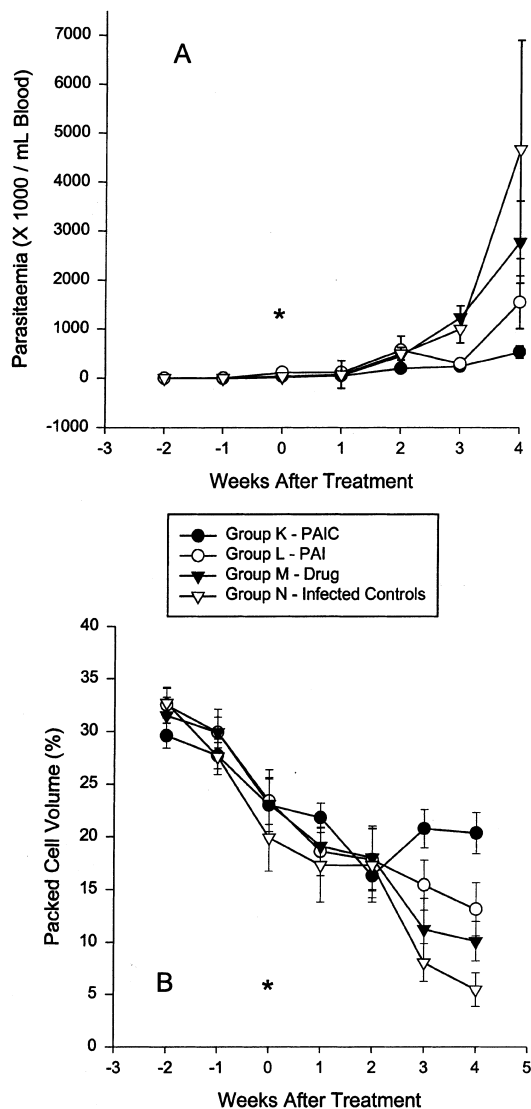 7000
A
6000
5000
4000
3000
2000
1000
0
-1000
Parasitaemia (X 1000 / mL Blood)
*
-3 -2 -1 0 1 2 3 4
Weeks After Treatment
Group K - PAIC
Group L - PAI
Group M - Drug
Group N - Infected Controls
40
35
30
25
20
15
10
5
0
Packed Cell Volume (%)
B
*
-3 -2 -1 0 1 2 3 4 5
Weeks After Treatment